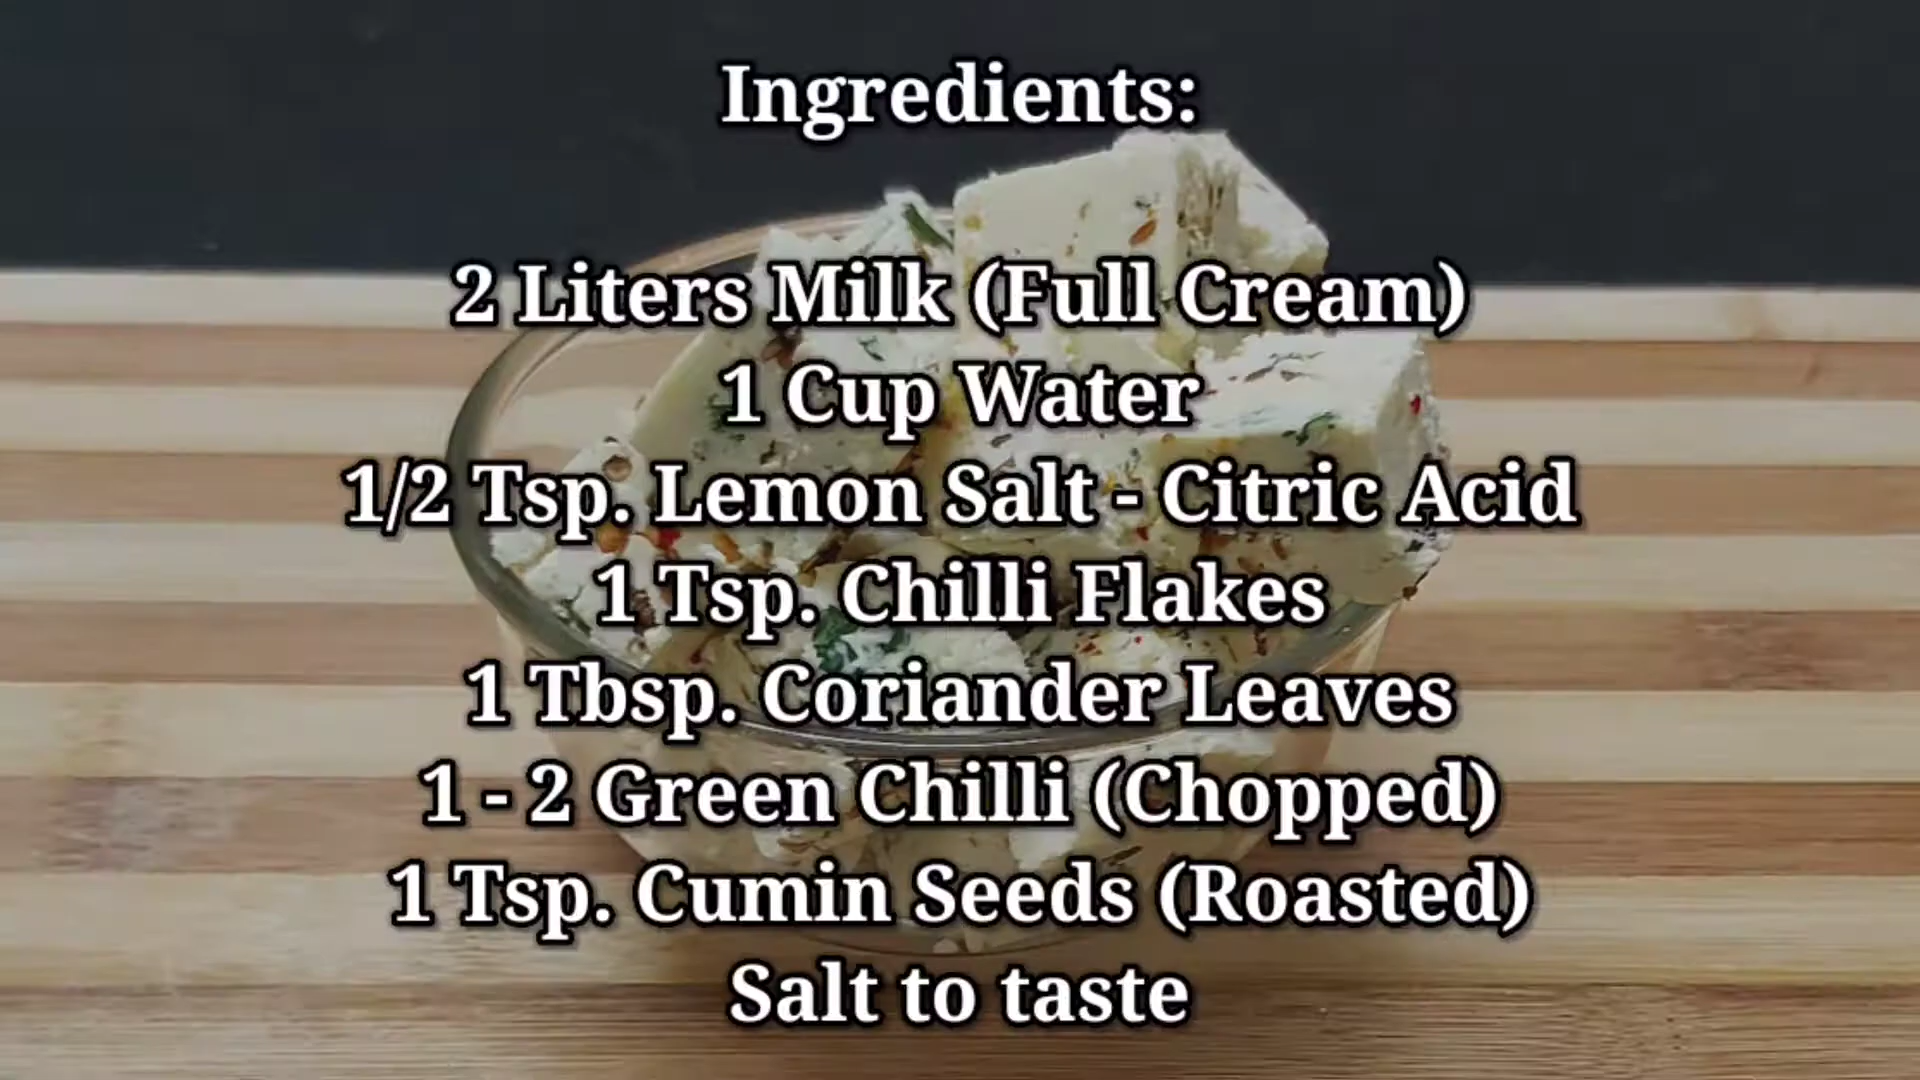 Ingredients:
2 Liters Milk (Full Cream)
1 Cup Water
1/2 Tsp. Lemon Salt - Citric Acid
1 Tsp. Chilli Flakes
1 Tbsp. Coriander Leaves
1 - 2 Green Chilli (Chopped)
1 Tsp. Cumin Seeds (Roasted)
Salt to taste